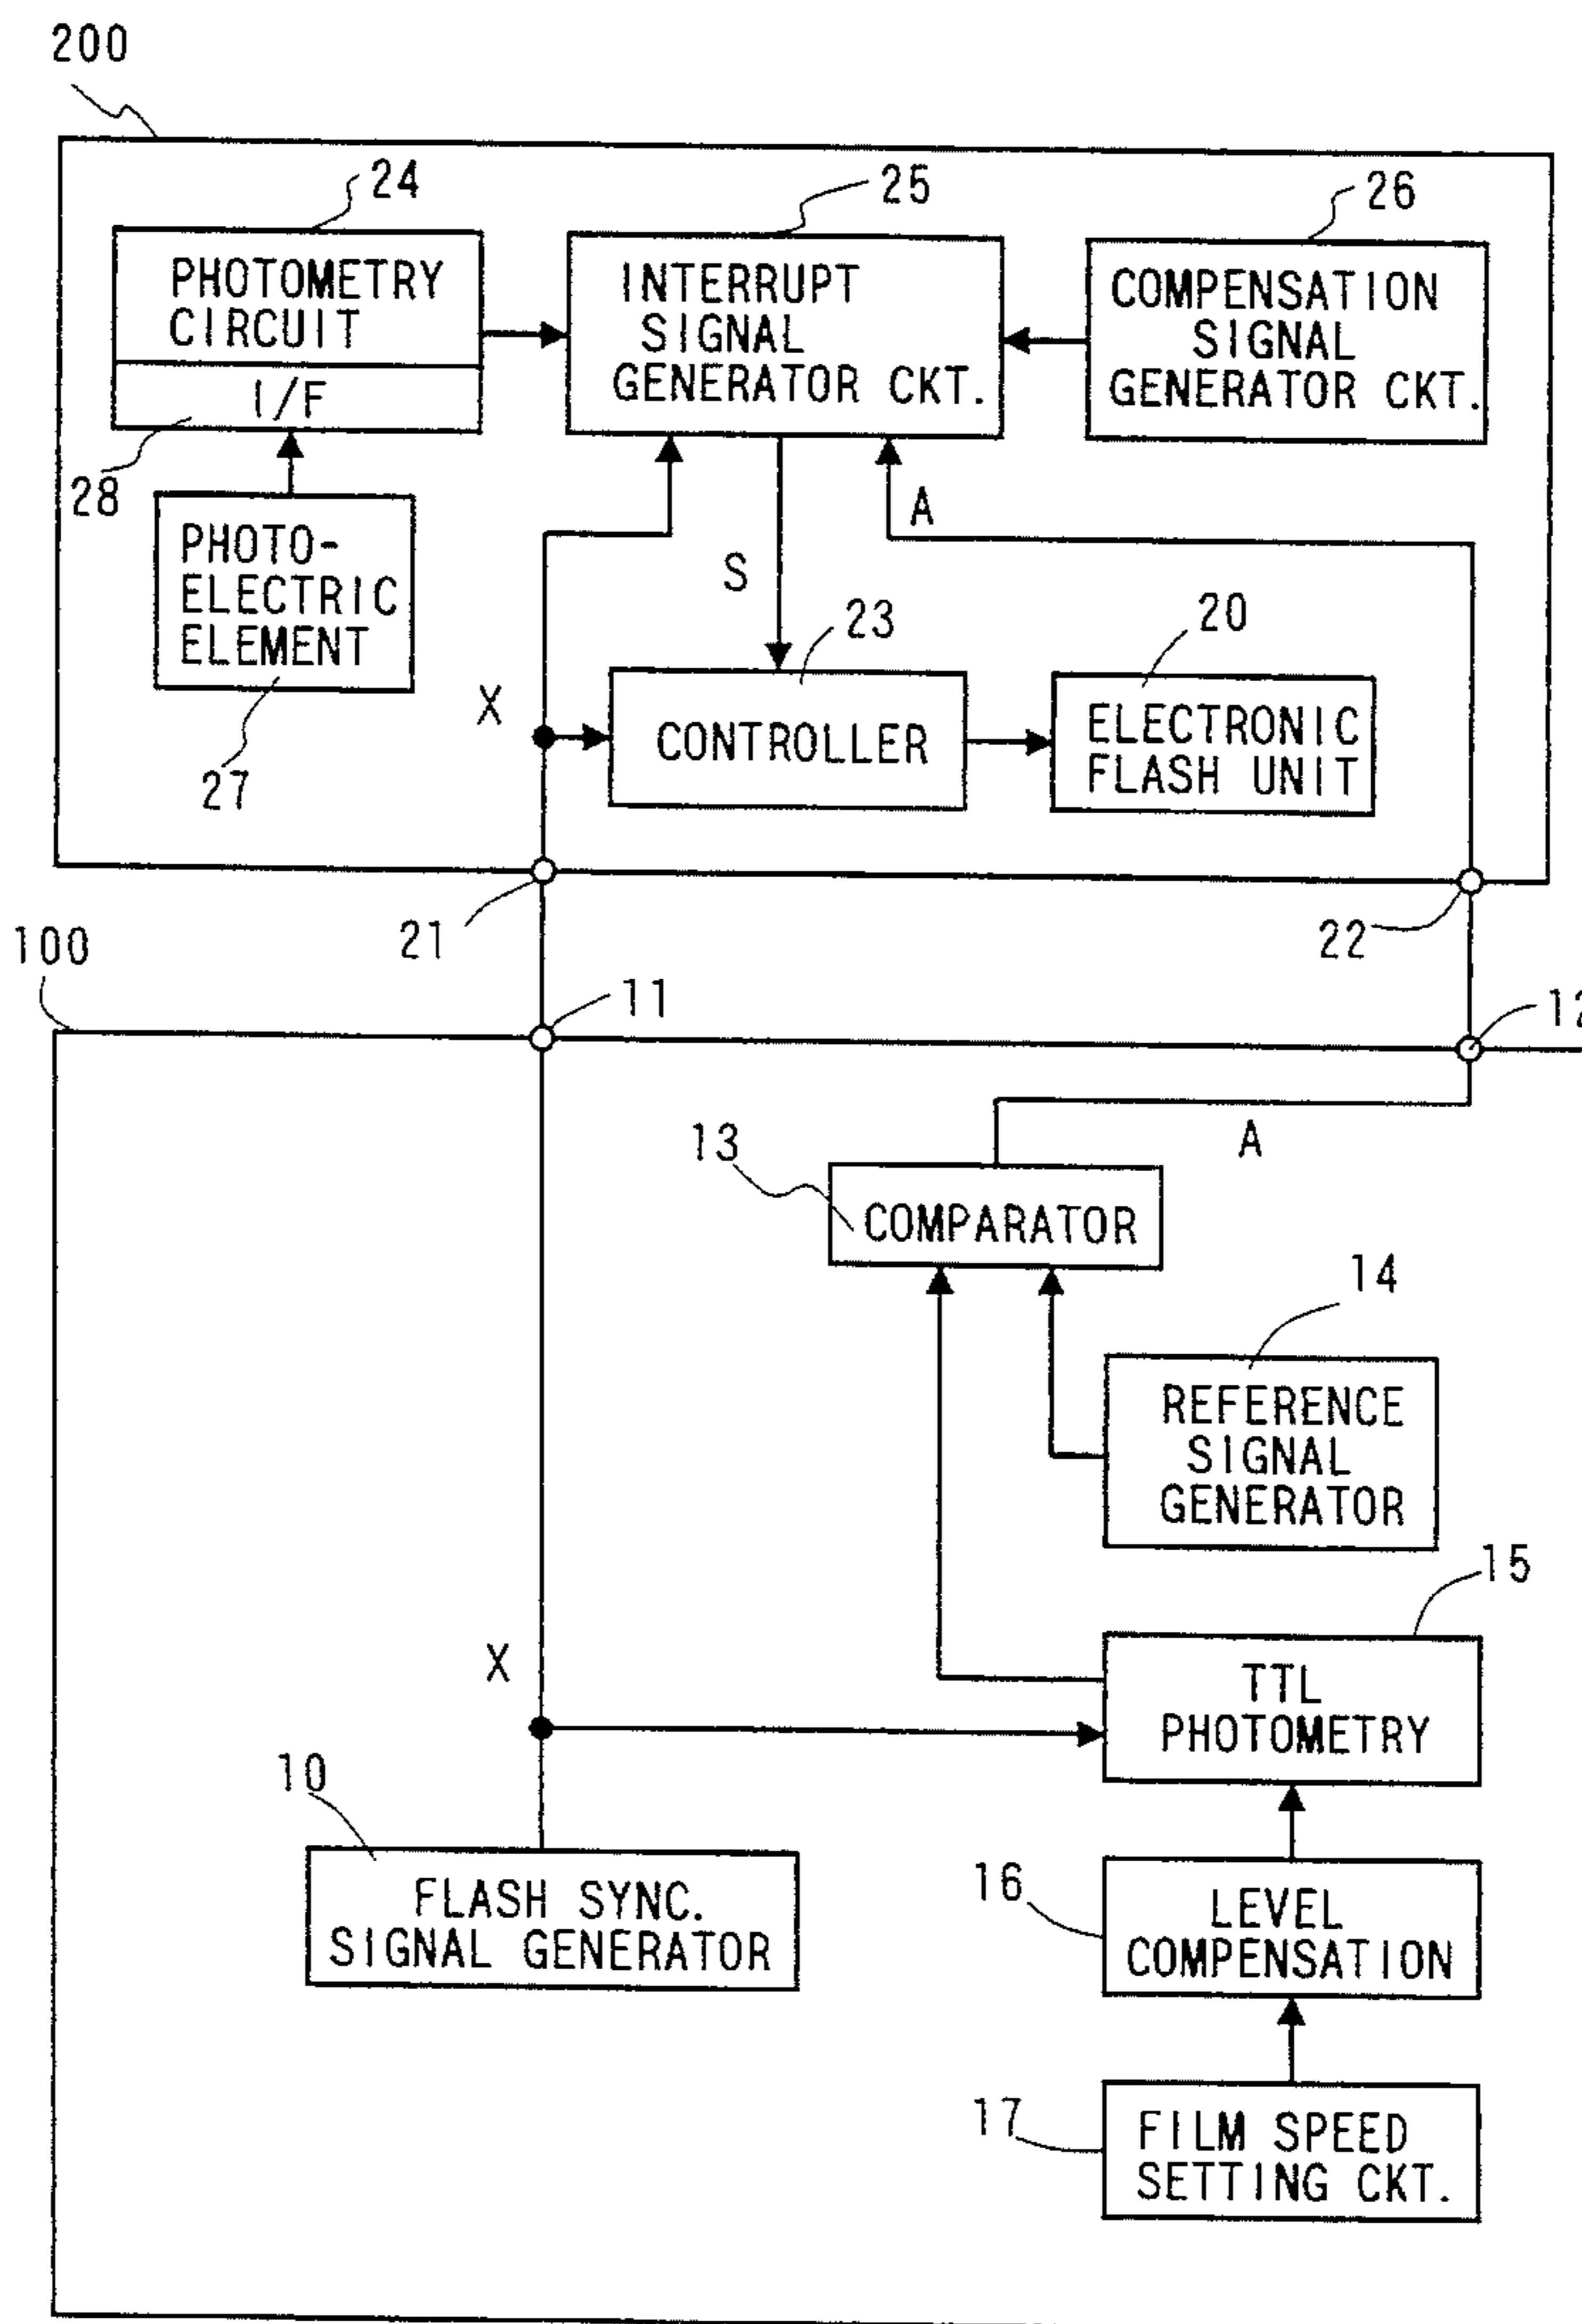 200
24
25
26
PHOTOMETRY
CIRCUIT
I/F
INTERRUPT
SIGNAL
GENERATOR CKT.
COMPENSATION
SIGNAL
GENERATOR CKT.
28
PHOTO-
ELECTRIC
ELEMENT
27
A
S
23
20
X
CONTROLLER
ELECTRONIC
FLASH UNIT
21
22
100
11
12
A
13
COMPARATOR
14
REFERENCE
SIGNAL
GENERATOR
15
X
TTL
PHOTOMETRY
10
FLASH SYNC.
SIGNAL GENERATOR
16
LEVEL
COMPENSATION
17
FILM SPEED
SETTING CKT.